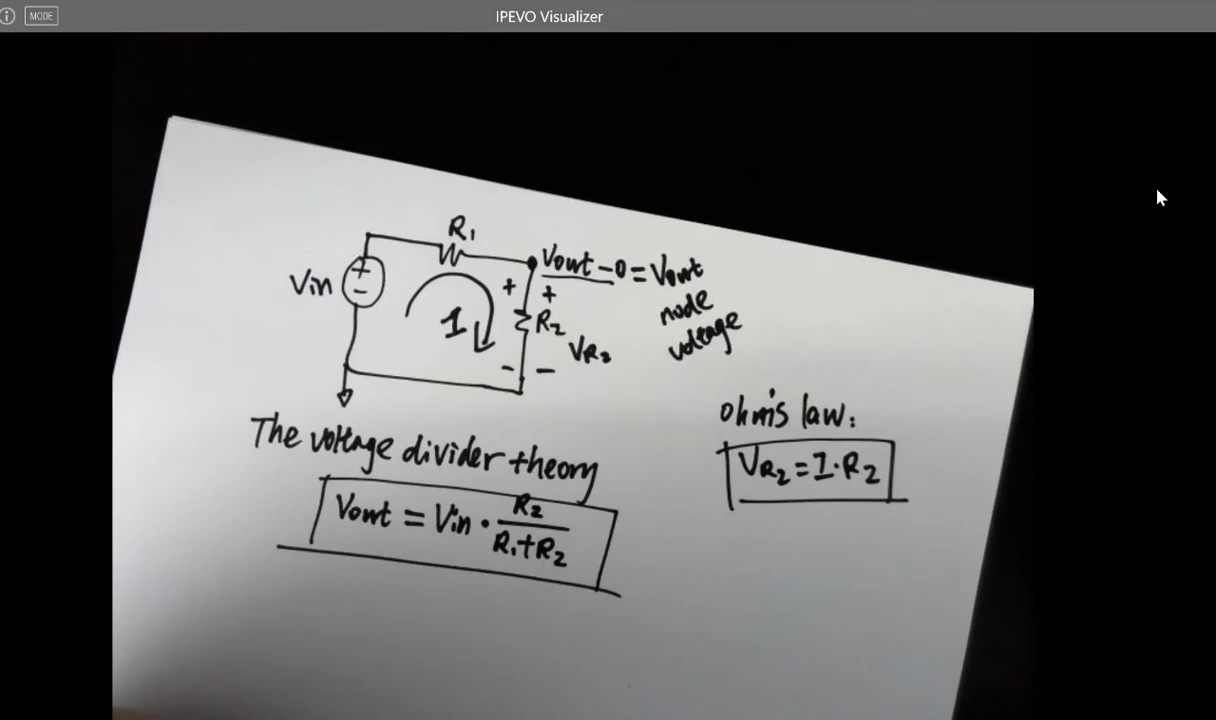 MODE
IPEVO Visualizer
R1
Vin
+
-
I
Vout - 0 = Vout
node
voltage
+ +
R2
VR2
- -
The voltage divider theory
Vout = Vin · R2 / R1+R2
ohm's law:
VR2 = I·R2